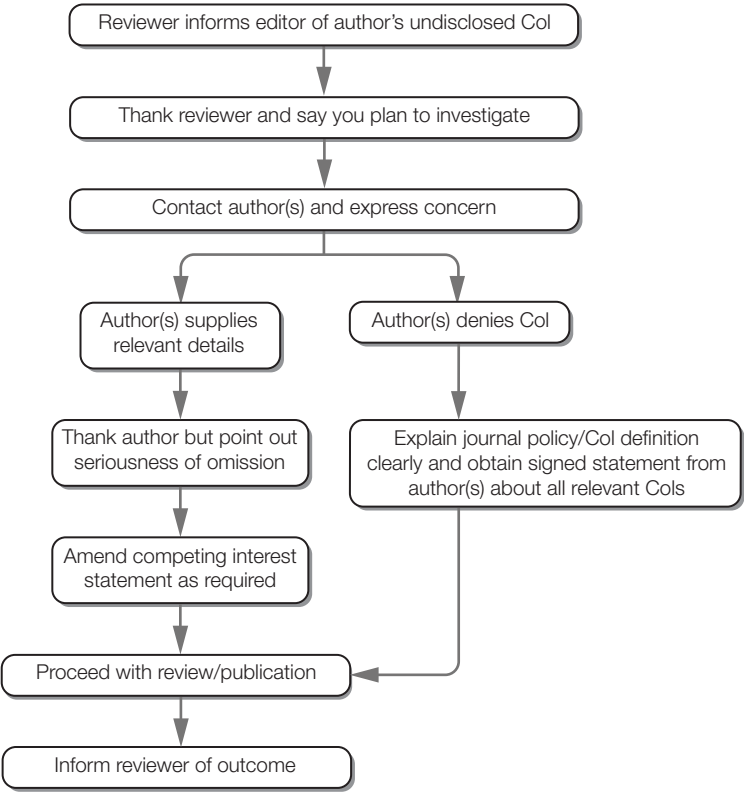 Reviewer informs editor of author's undisclosed CoI
Thank reviewer and say you plan to investigate
Contact author(s) and express concern
Author(s) supplies
relevant details
Thank author but point out
seriousness of omission
Amend competing interest
statement as required
Author(s) denies CoI
Explain journal policy/CoI definition
clearly and obtain signed statement from
author(s) about all relevant CoIs
Proceed with review/publication
Inform reviewer of outcome